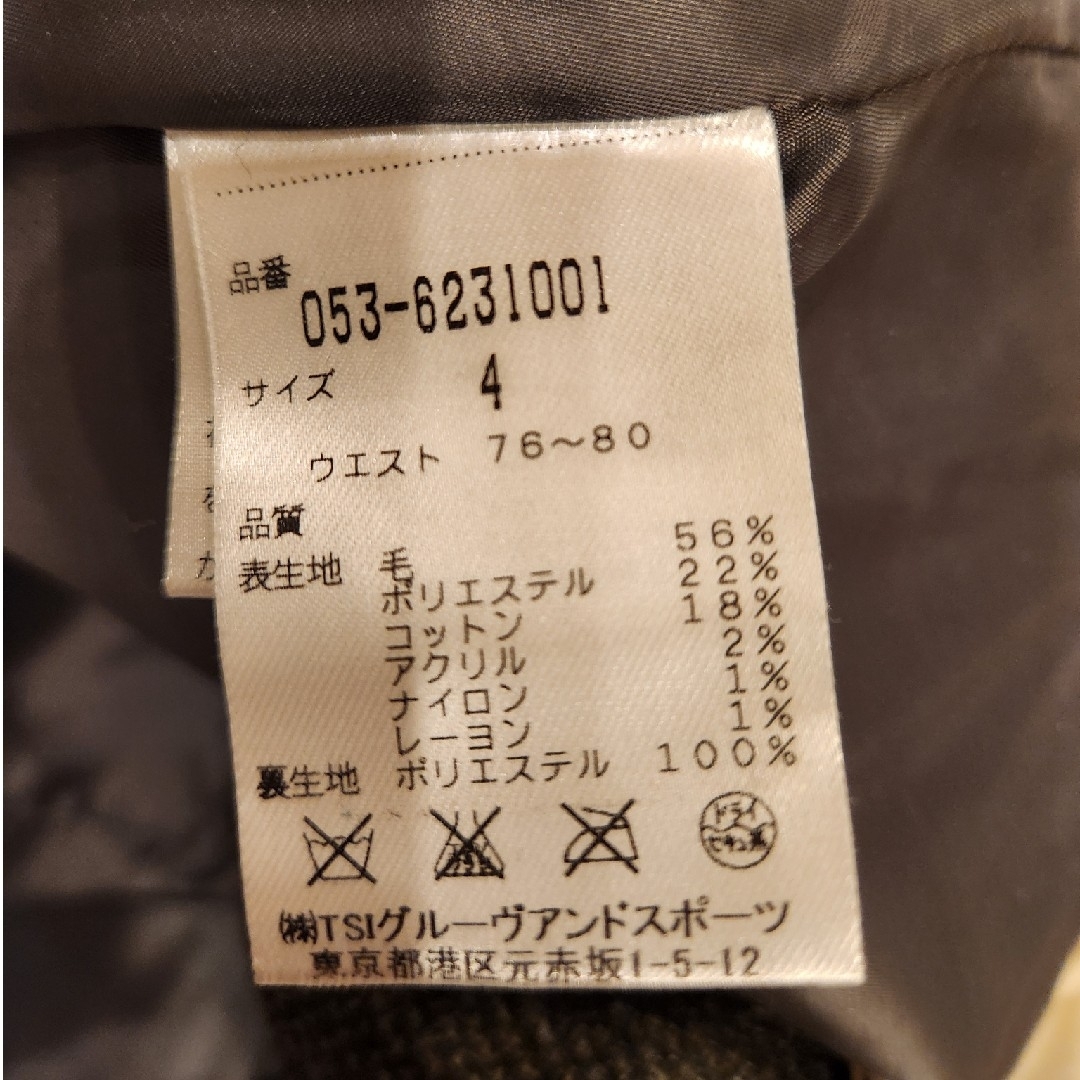 品番 053-6231001
サイズ 4
ウエスト 76～80
品質
表生地 毛 56%
ポリエステル 22%
コットン 18%
アクリル 2%
ナイロン 1%
レーヨン 1%
裏生地 ポリエステル 100%
ドライ
㈱TSIグルーヴアンドスポーツ
東京都港区元赤坂1-5-12